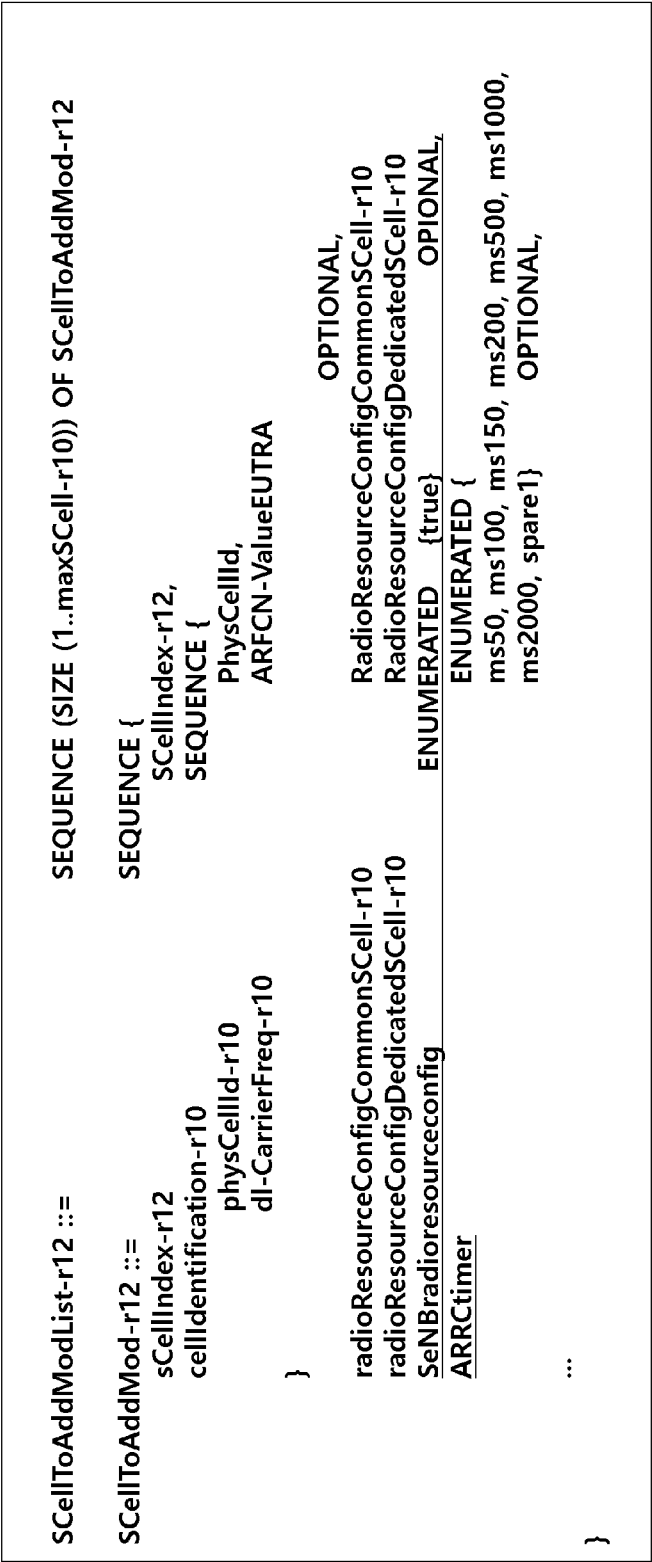 SCellToAddModList-r12 ::= SEQUENCE (SIZE (1..maxSCell-r10)) OF SCellToAddMod-r12
SCellToAddMod-r12 ::= SEQUENCE {
sCellIndex-r12 SCellIndex-r12,
cellIdentification-r10 SEQUENCE {
physCellId-r10 PhysCellId,
dl-CarrierFreq-r10 ARFCN-ValueEUTRA
} OPTIONAL,
radioResourceConfigCommonSCell-r10 RadioResourceConfigCommonSCell-r10
radioResourceConfigDedicatedSCell-r10 RadioResourceConfigDedicatedSCell-r10
SeNBradioresourceconfig ENUMERATED {true} OPIONAL,
ARRCtimer ENUMERATED {
ms50, ms100, ms150, ms200, ms500, ms1000,
ms2000, spare1} OPTIONAL,
...
}